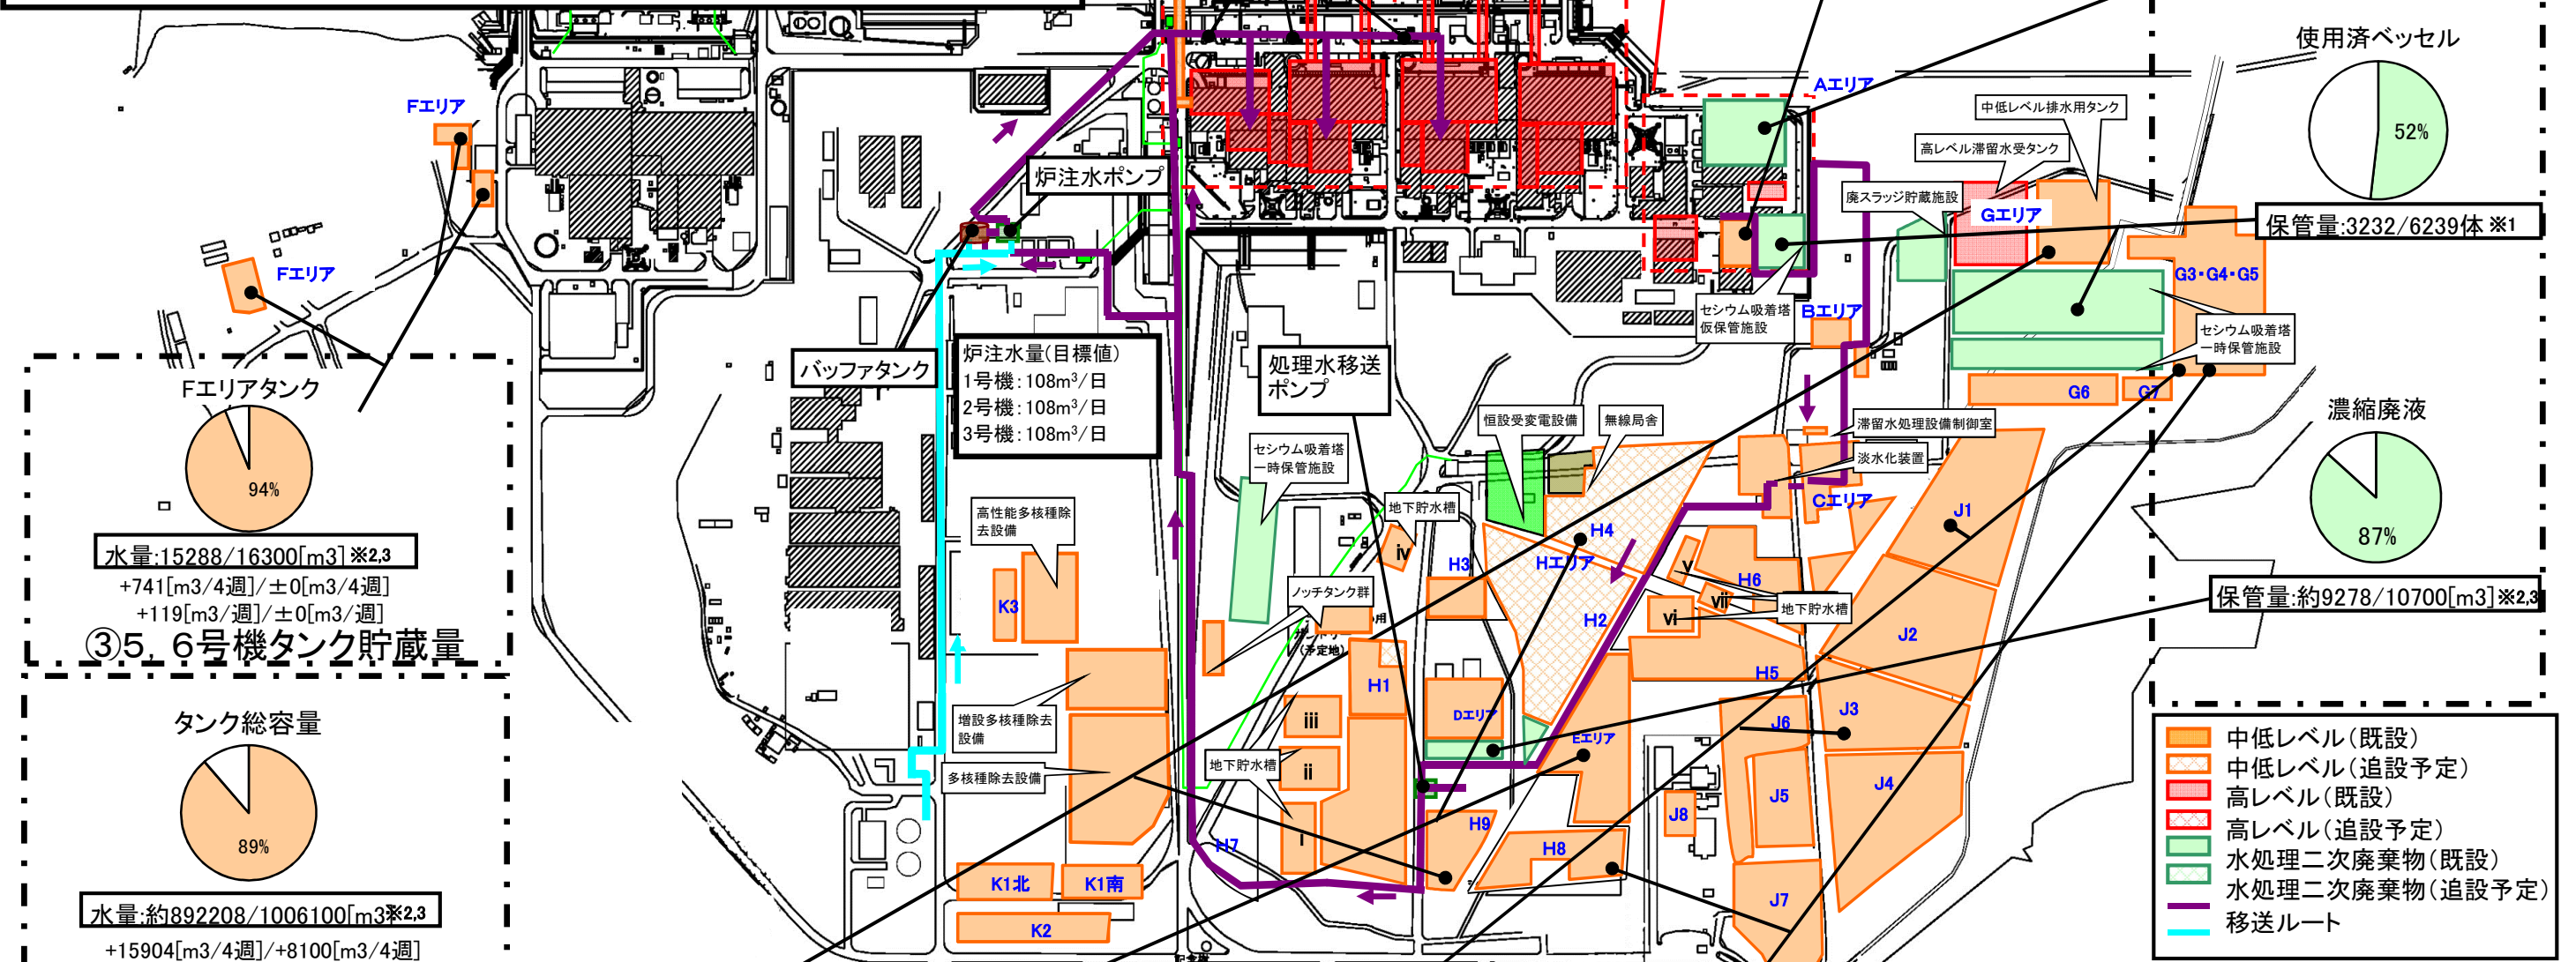 使用済ベッセル
52%
保管量:3232/6239体 ※1
Aエリア
中低レベル排水用タンク
高レベル滞留水受タンク
廃スラッジ貯蔵施設
Gエリア
G3・G4・G5
セシウム吸着塔
仮保管施設
Bエリア
セシウム吸着塔
一時保管施設
G6
G7
Fエリア
Fエリア
炉注水ポンプ
バッファタンク
炉注水量(目標値)
1号機:108m³/日
2号機:108m³/日
3号機:108m³/日
処理水移送
ポンプ
Fエリアタンク
94%
水量:15288/16300[m3]※2,3
+741[m3/4週]/±0[m3/4週]
+119[m3/週]/±0[m3/週]
③5, 6号機タンク貯蔵量
濃縮廃液
87%
保管量:約9278/10700[m3]※2,3
恒設受変電設備
無線局舎
滞留水処理設備制御室
淡水化装置
Cエリア
セシウム吸着塔
一時保管施設
高性能多核種除
去設備
地下貯水槽
iv
H3
H4
Hエリア
H2
v
H6
vii
vi
地下貯水槽
H5
J1
J2
J3
J4
J5
J6
J7
J8
K3
ノッチタンク群
用
(予定地)
H1
Dエリア
Eエリア
増設多核種除去
設備
多核種除去設備
地下貯水槽
iii
ii
i
H7
H9
H8
K1北
K1南
K2
タンク総容量
89%
水量:約892208/1006100[m3※2,3
+15904[m3/4週]/+8100[m3/4週]
中低レベル(既設)
中低レベル(追設予定)
高レベル(既設)
高レベル(追設予定)
水処理二次廃棄物(既設)
水処理二次廃棄物(追設予定)
移送ルート